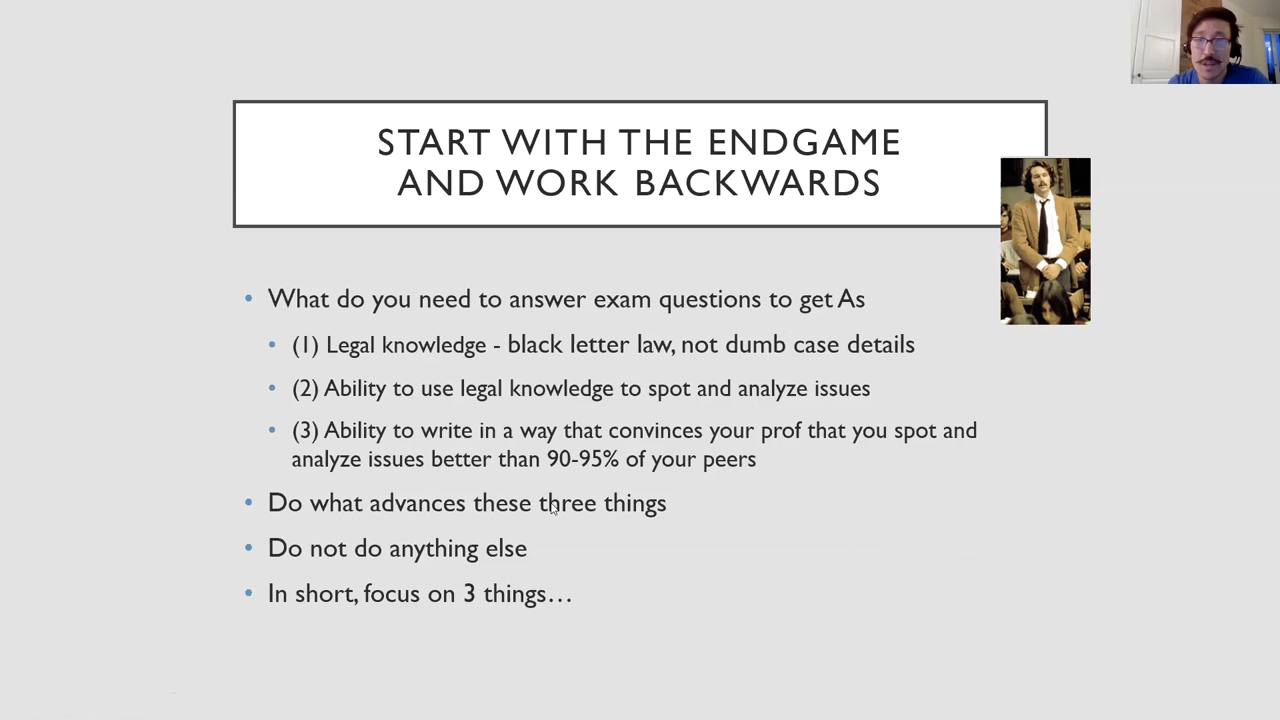 START WITH THE ENDGAME
AND WORK BACKWARDS
• What do you need to answer exam questions to get As
• (1) Legal knowledge - black letter law, not dumb case details
• (2) Ability to use legal knowledge to spot and analyze issues
• (3) Ability to write in a way that convinces your prof that you spot and
analyze issues better than 90-95% of your peers
• Do what advances these three things
• Do not do anything else
• In short, focus on 3 things…